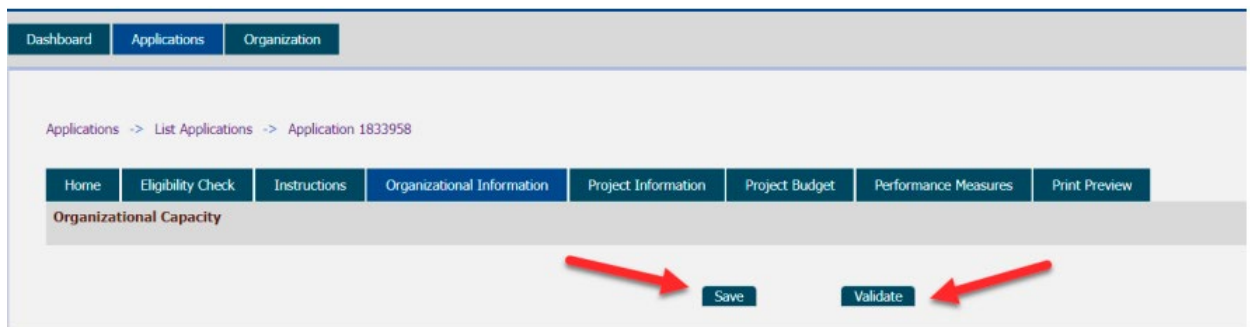 Dashboard Applications Organization
Applications -> List Applications -> Application 1833958
Home Eligibility Check Instructions Organizational Information Project Information Project Budget Performance Measures Print Preview
Organizational Capacity
Save Validate